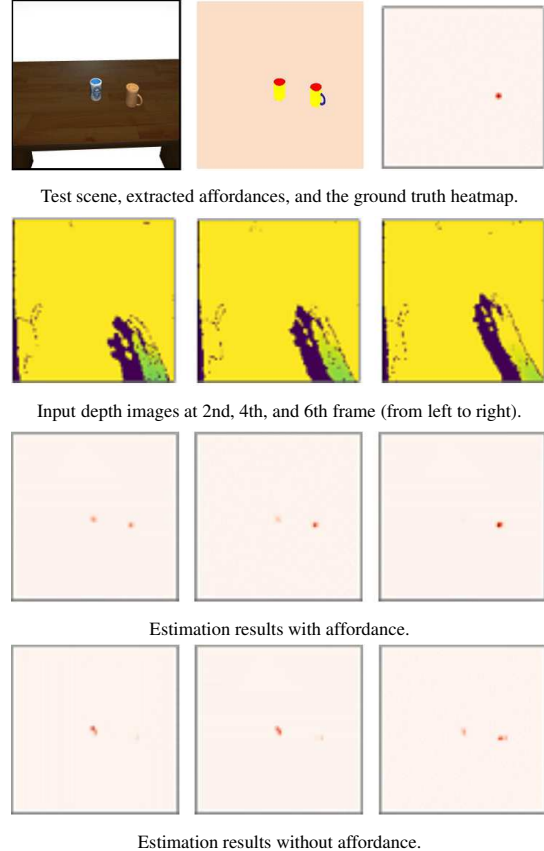 Test scene, extracted affordances, and the ground truth heatmap.
Input depth images at 2nd, 4th, and 6th frame (from left to right).
Estimation results with affordance.
Estimation results without affordance.